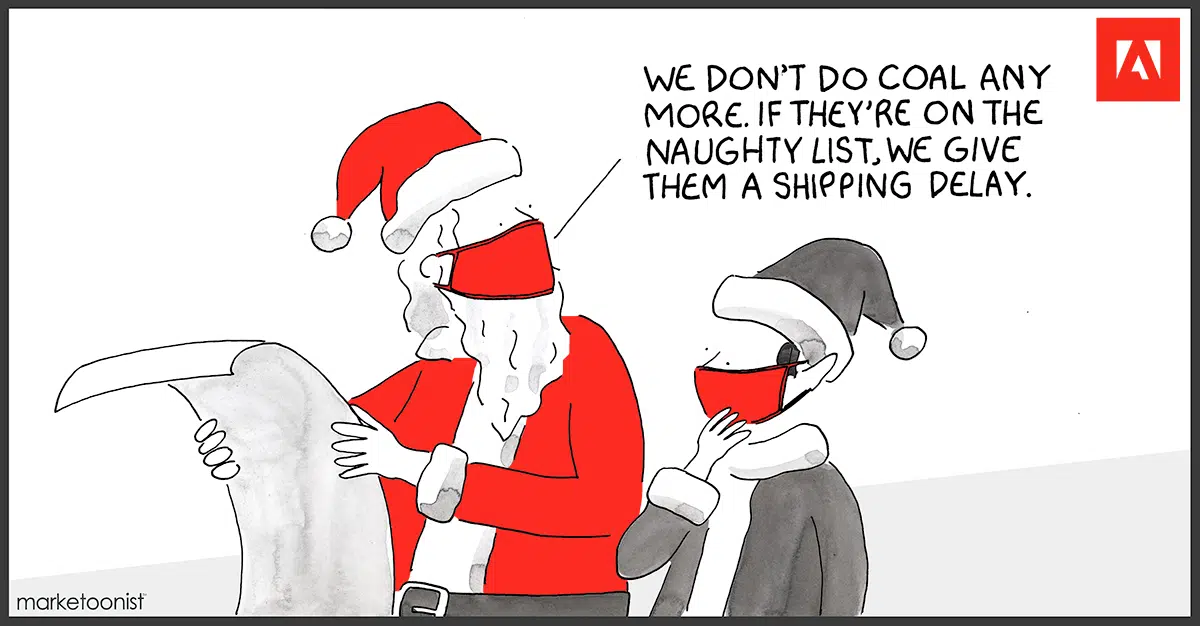 WE DON'T DO COAL ANY
MORE. IF THEY'RE ON THE
NAUGHTY LIST, WE GIVE
THEM A SHIPPING DELAY.
marketoonist